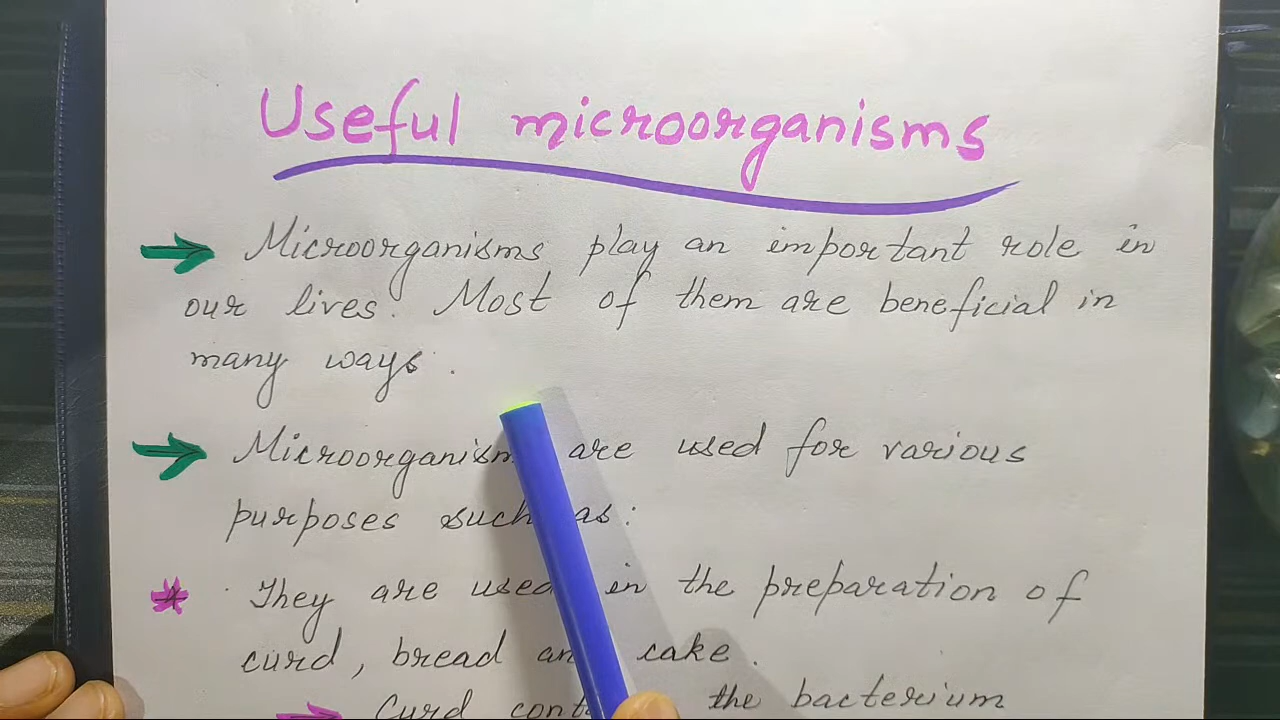 Useful microorganisms
Microorganisms play an important role in
our lives. Most of them are beneficial in
many ways.
are used for various
purposes such as:
They are used in the preparation of
curd, bread and cake.
Curd the bacterium